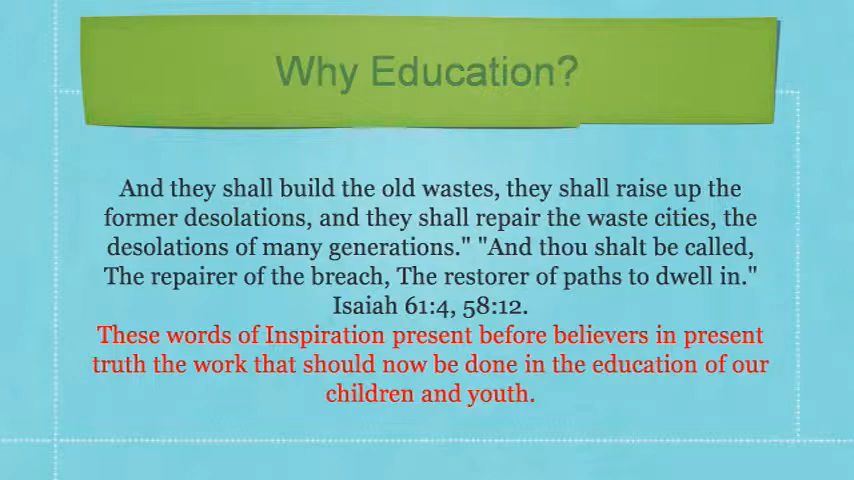 Why Education?
And they shall build the old wastes, they shall raise up the
former desolations, and they shall repair the waste cities, the
desolations of many generations." "And thou shalt be called,
The repairer of the breach, The restorer of paths to dwell in."
Isaiah 61:4, 58:12.
These words of Inspiration present before believers in present
truth the work that should now be done in the education of our
children and youth.